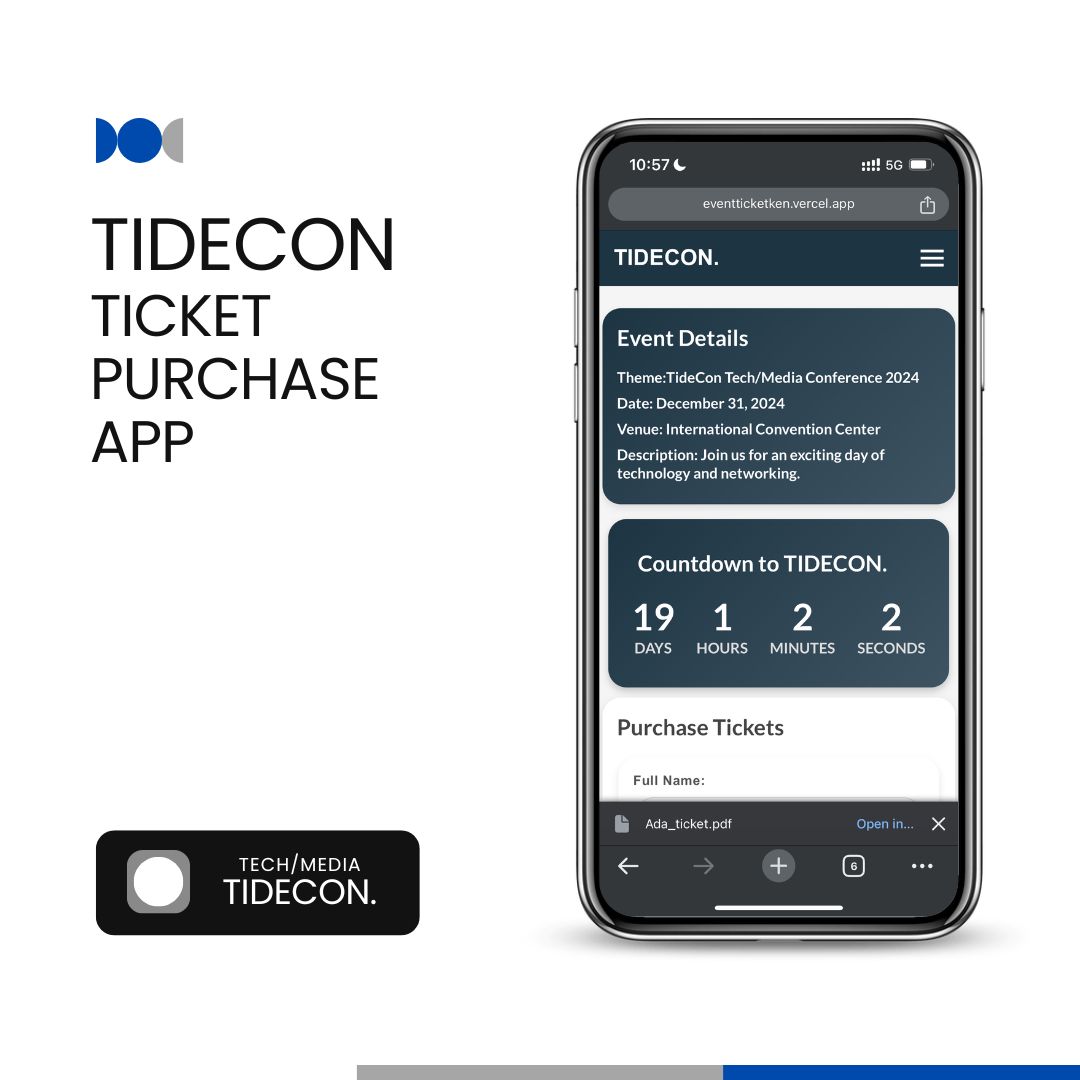 TIDECON
TICKET
PURCHASE
APP
TECH/MEDIA
TIDECON.
10:57
5G
eventticketken.vercel.app
TIDECON.
Event Details
Theme:TideCon Tech/Media Conference 2024
Date: December 31, 2024
Venue: International Convention Center
Description: Join us for an exciting day of
technology and networking.
Countdown to TIDECON.
19 1 2 2
DAYS HOURS MINUTES SECONDS
Purchase Tickets
Full Name:
Ada_ticket.pdf Open in...
6